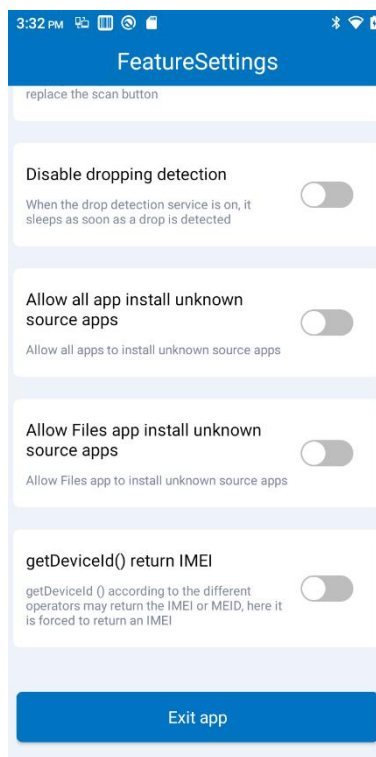 3:32 PM
FeatureSettings
replace the scan button
Disable dropping detection
When the drop detection service is on, it
sleeps as soon as a drop is detected
Allow all app install unknown
source apps
Allow all apps to install unknown source apps
Allow Files app install unknown
source apps
Allow Files app to install unknown source apps
getDeviceId() return IMEI
getDeviceId () according to the different
operators may return the IMEI or MEID, here it
is forced to return an IMEI
Exit app